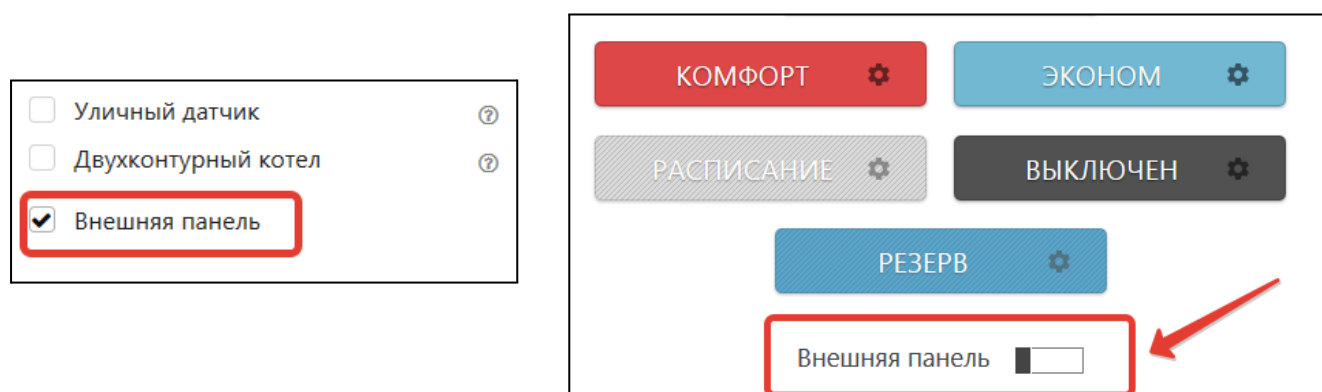 Уличный датчик
Двухконтурный котел
Внешняя панель
КОМФОРТ
ЭКОНОМ
РАСПИСАНИЕ
ВЫКЛЮЧЕН
РЕЗЕРВ
Внешняя панель